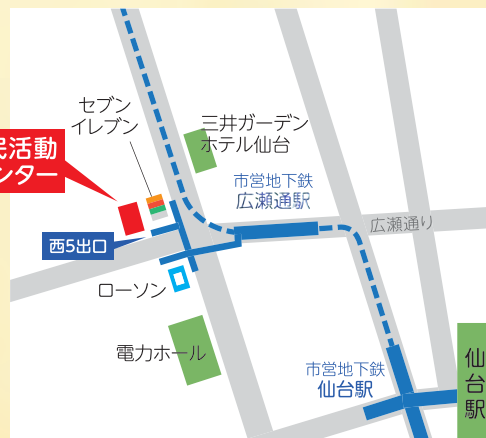 セブン
イレブン
三井ガーデン
ホテル仙台
民活動
ンター
市営地下鉄
広瀬通駅
広瀬通り
西5出口
ローソン
電力ホール
市営地下鉄
仙台駅
仙
台
駅